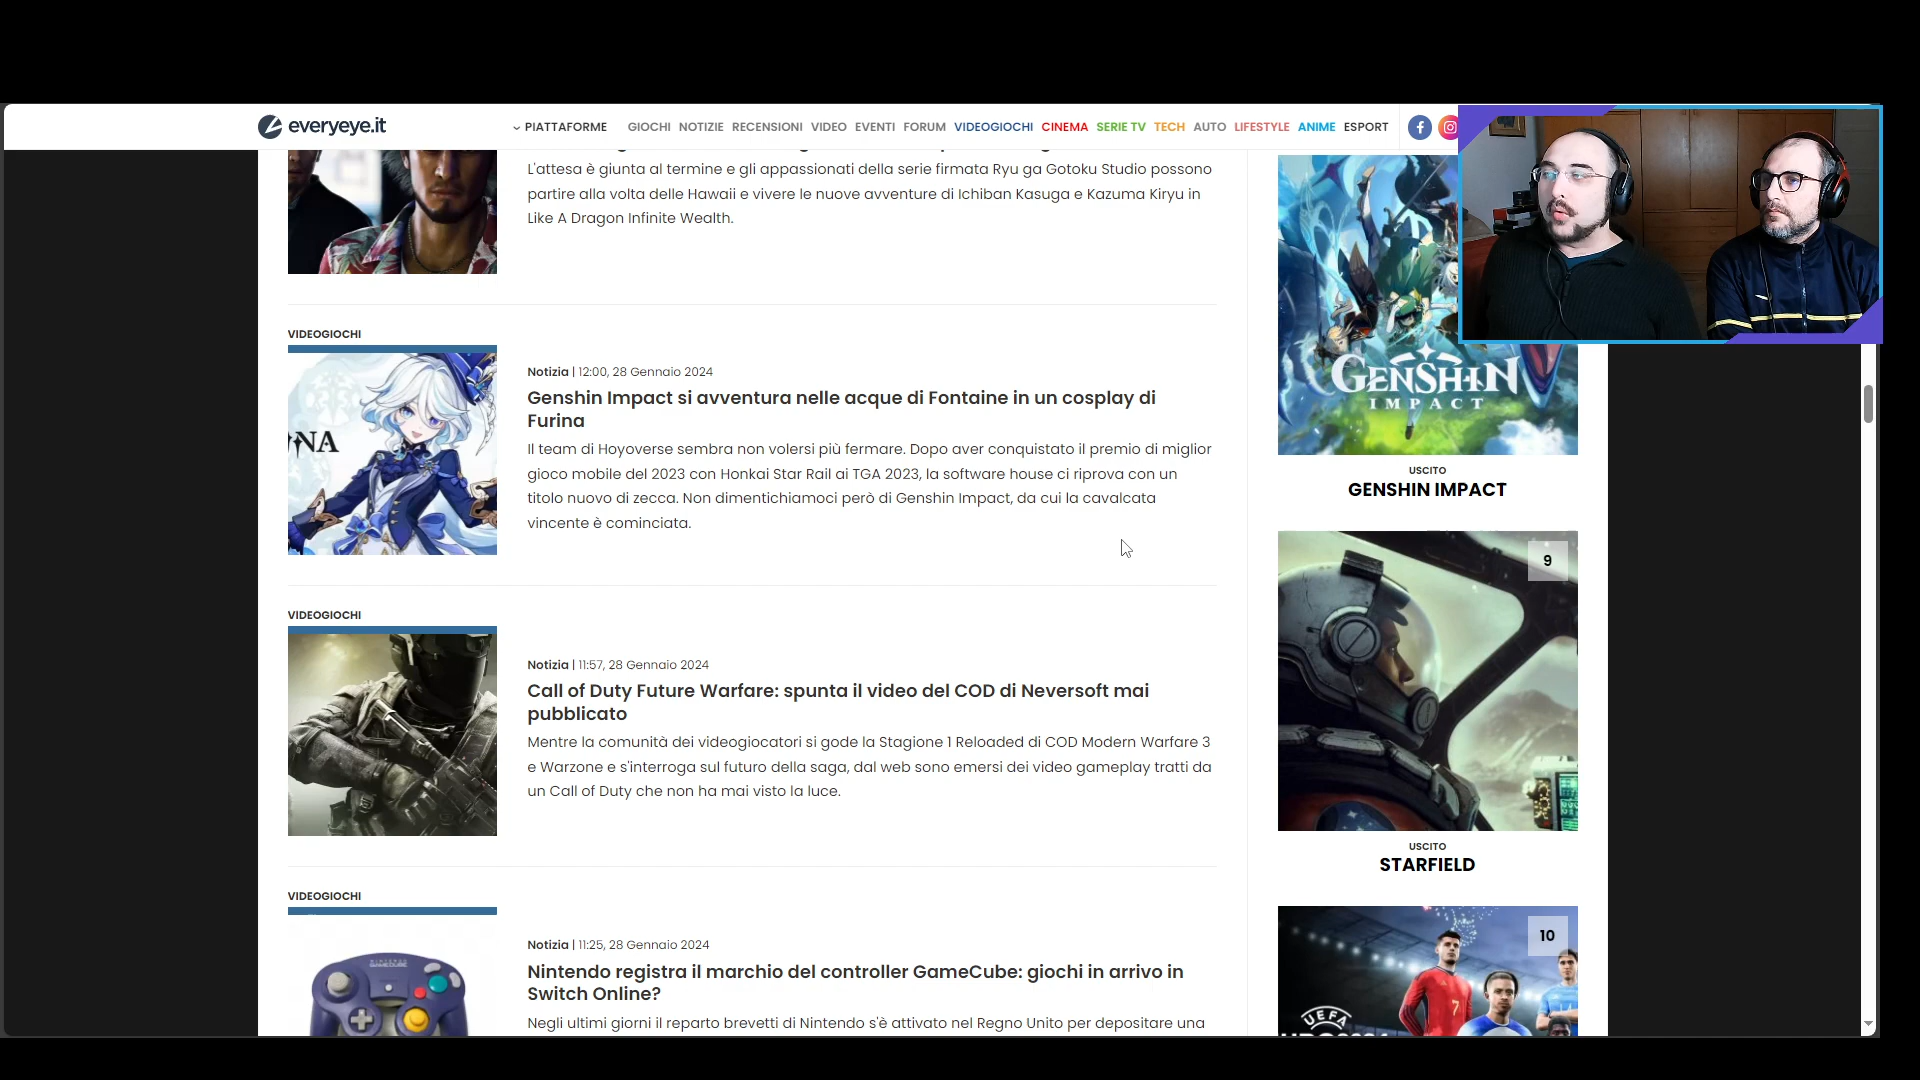 everyeye.it
PIATTAFORME GIOCHI NOTIZIE RECENSIONI VIDEO EVENTI FORUM VIDEOGIOCHI CINEMA SERIE TV TECH AUTO LIFESTYLE ANIME ESPORT
L'attesa è giunta al termine e gli appassionati della serie firmata Ryu ga Gotoku Studio possono
partire alla volta delle Hawaii e vivere le nuove avventure di Ichiban Kasuga e Kazuma Kiryu in
Like A Dragon Infinite Wealth.
VIDEOGIOCHI
NA
Notizia | 12:00, 28 Gennaio 2024
Genshin Impact si avventura nelle acque di Fontaine in un cosplay di
Furina
Il team di Hoyoverse sembra non volersi più fermare. Dopo aver conquistato il premio di miglior
gioco mobile del 2023 con Honkai Star Rail ai TGA 2023, la software house ci riprova con un
titolo nuovo di zecca. Non dimentichiamoci però di Genshin Impact, da cui la cavalcata
vincente è cominciata.
VIDEOGIOCHI
Notizia | 11:57, 28 Gennaio 2024
Call of Duty Future Warfare: spunta il video del COD di Neversoft mai
pubblicato
Mentre la comunità dei videogiocatori si gode la Stagione 1 Reloaded di COD Modern Warfare 3
e Warzone e s'interroga sul futuro della saga, dal web sono emersi dei video gameplay tratti da
un Call of Duty che non ha mai visto la luce.
VIDEOGIOCHI
Notizia | 11:25, 28 Gennaio 2024
Nintendo registra il marchio del controller GameCube: giochi in arrivo in
Switch Online?
Negli ultimi giorni il reparto brevetti di Nintendo s'è attivato nel Regno Unito per depositare una
GENSHIN
IMPACT
USCITO
GENSHIN IMPACT
9
USCITO
STARFIELD
10
7
UEFA